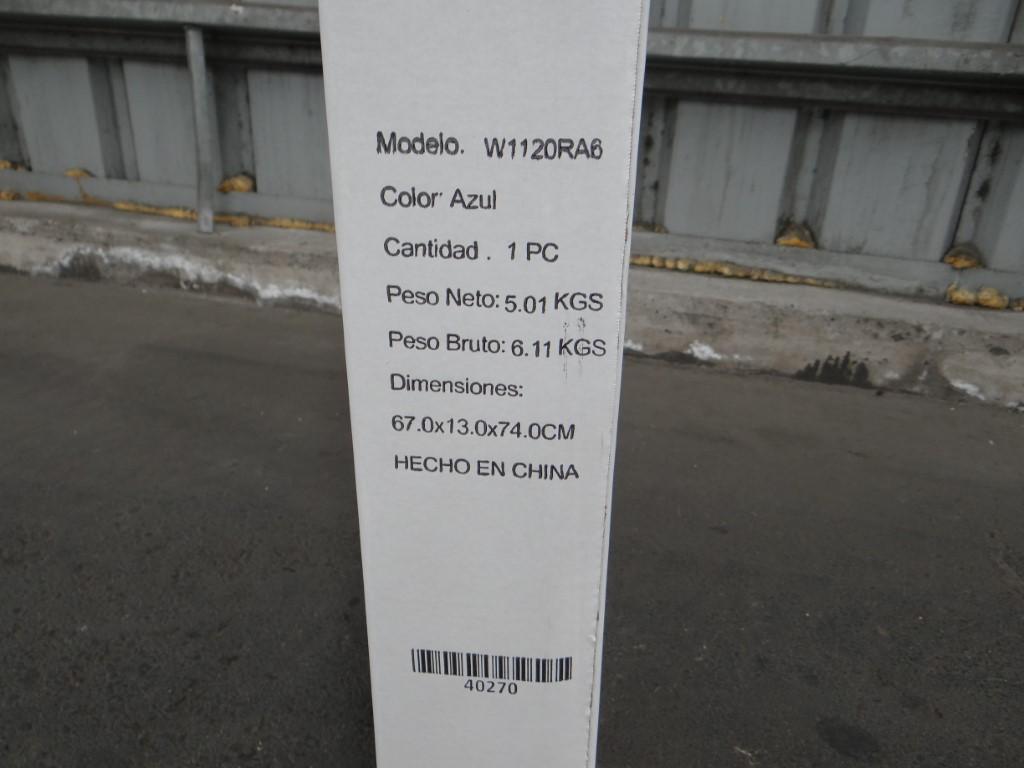 Modelo. W1120RA6
Color: Azul
Cantidad . 1 PC
Peso Neto: 5.01 KGS
Peso Bruto: 6.11 KGS
Dimensiones:
67.0x13.0x74.0CM
HECHO EN CHINA
40270